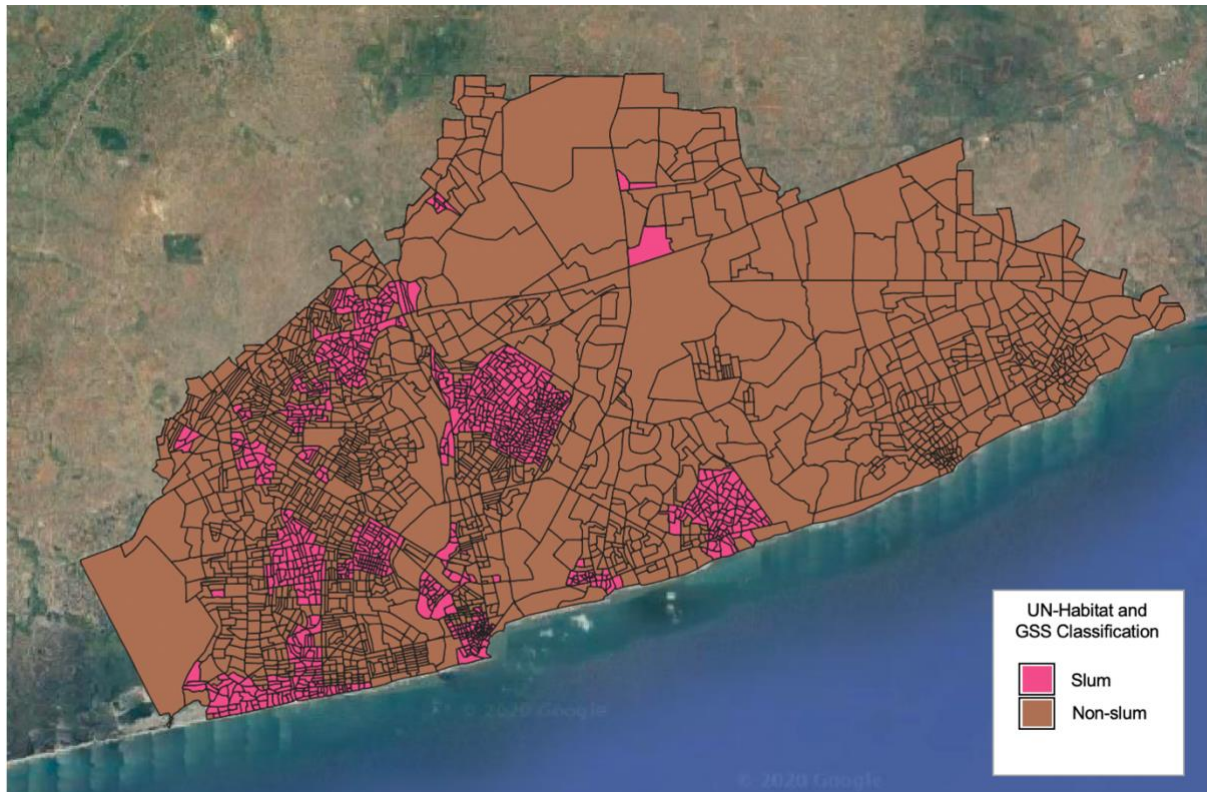 UN-Habitat and
GSS Classification
Slum
Non-slum
© 2020 Google
© 2020 Google